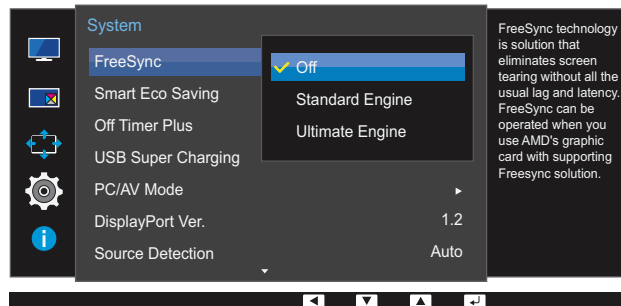 System
FreeSync
Off
Smart Eco Saving
Standard Engine
Off Timer Plus
Ultimate Engine
USB Super Charging
PC/AV Mode
DisplayPort Ver.
1.2
Source Detection
Auto
FreeSync technology
is solution that
eliminates screen
tearing without all the
usual lag and latency.
FreeSync can be
operated when you
use AMD's graphic
card with supporting
Freesync solution.